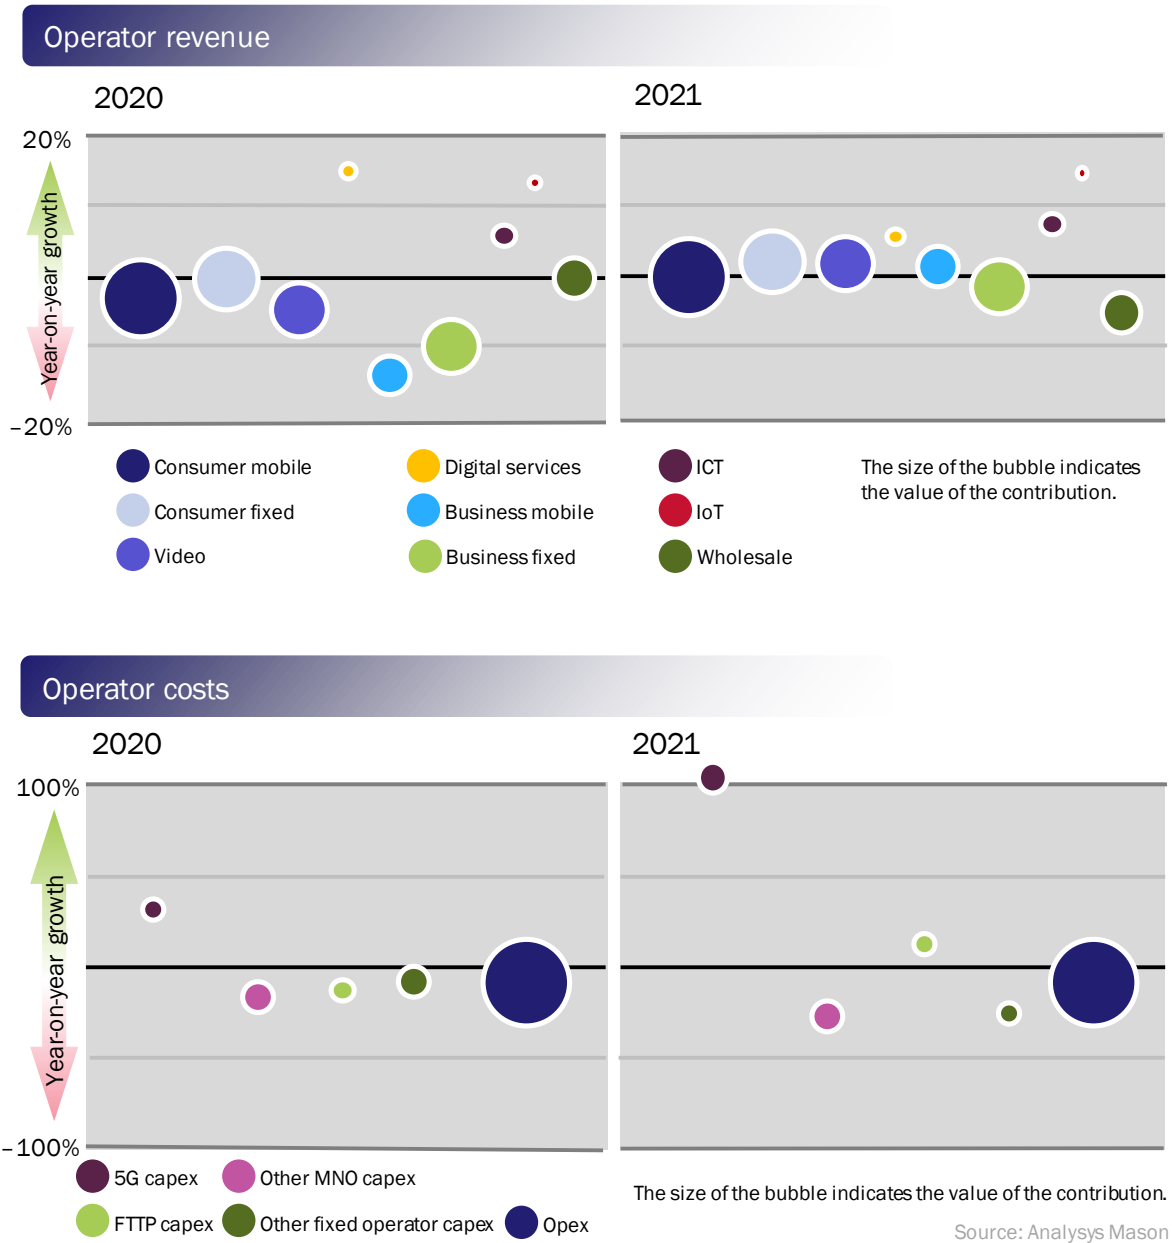 Operator revenue
2020
2021
20%
Year-on-year growth
–20%
Consumer mobile
Digital services
ICT
The size of the bubble indicates
the value of the contribution.
Consumer fixed
Business mobile
IoT
Video
Business fixed
Wholesale
Operator costs
2020
2021
100%
Year-on-year growth
–100%
5G capex
Other MNO capex
The size of the bubble indicates the value of the contribution.
FTTP capex
Other fixed operator capex
Opex
Source: Analysys Mason